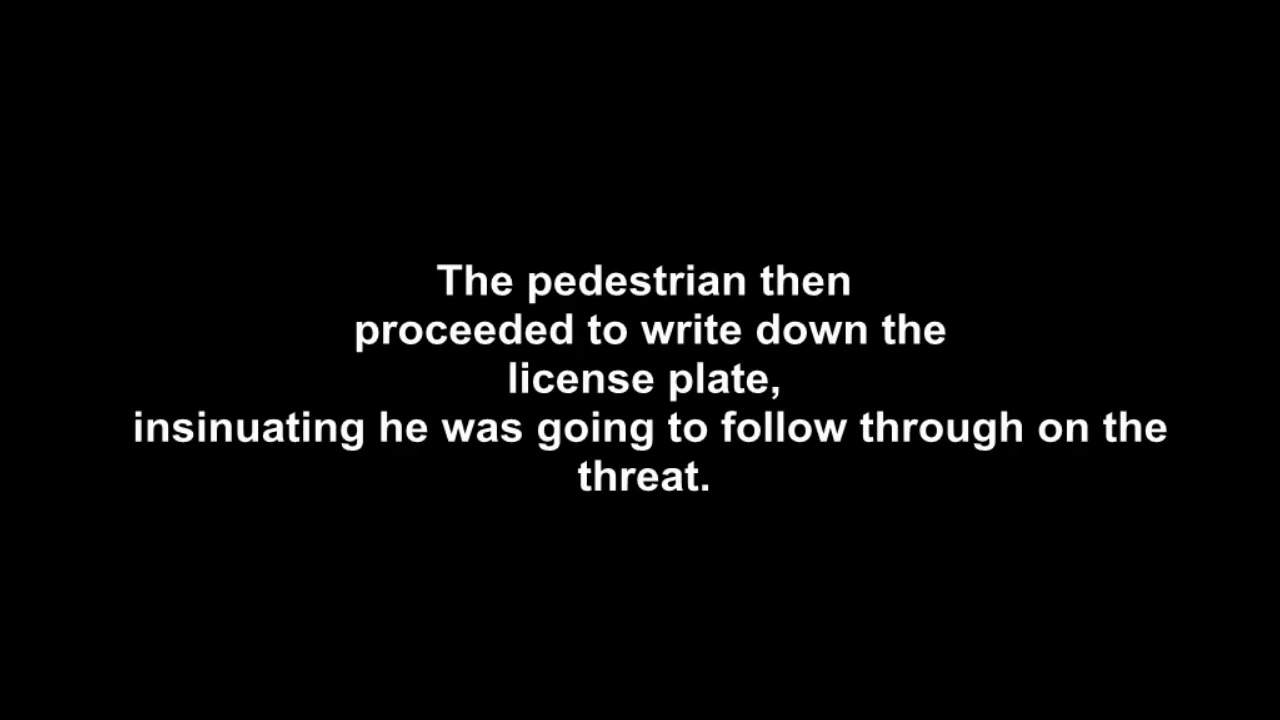 The pedestrian then
proceeded to write down the
license plate,
insinuating he was going to follow through on the
threat.